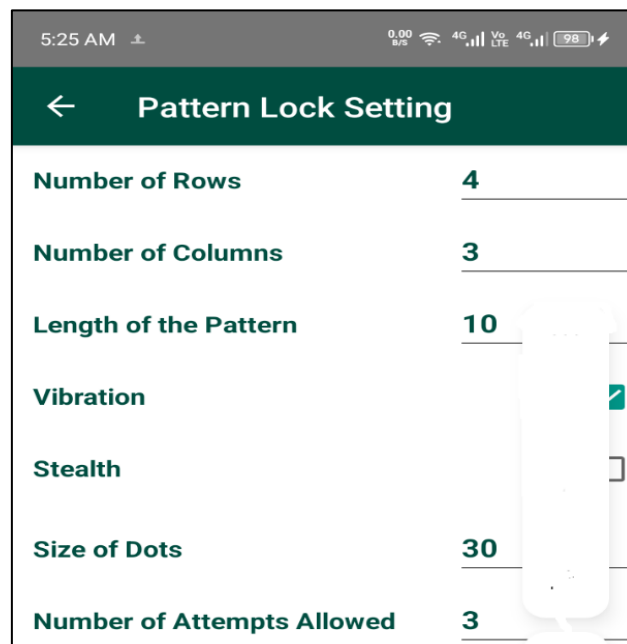 5:25 AM 0.00 B/S 4G Vo LTE 4G 98
Pattern Lock Setting
Number of Rows 4
Number of Columns 3
Length of the Pattern 10
Vibration
Stealth
Size of Dots 30
Number of Attempts Allowed 3